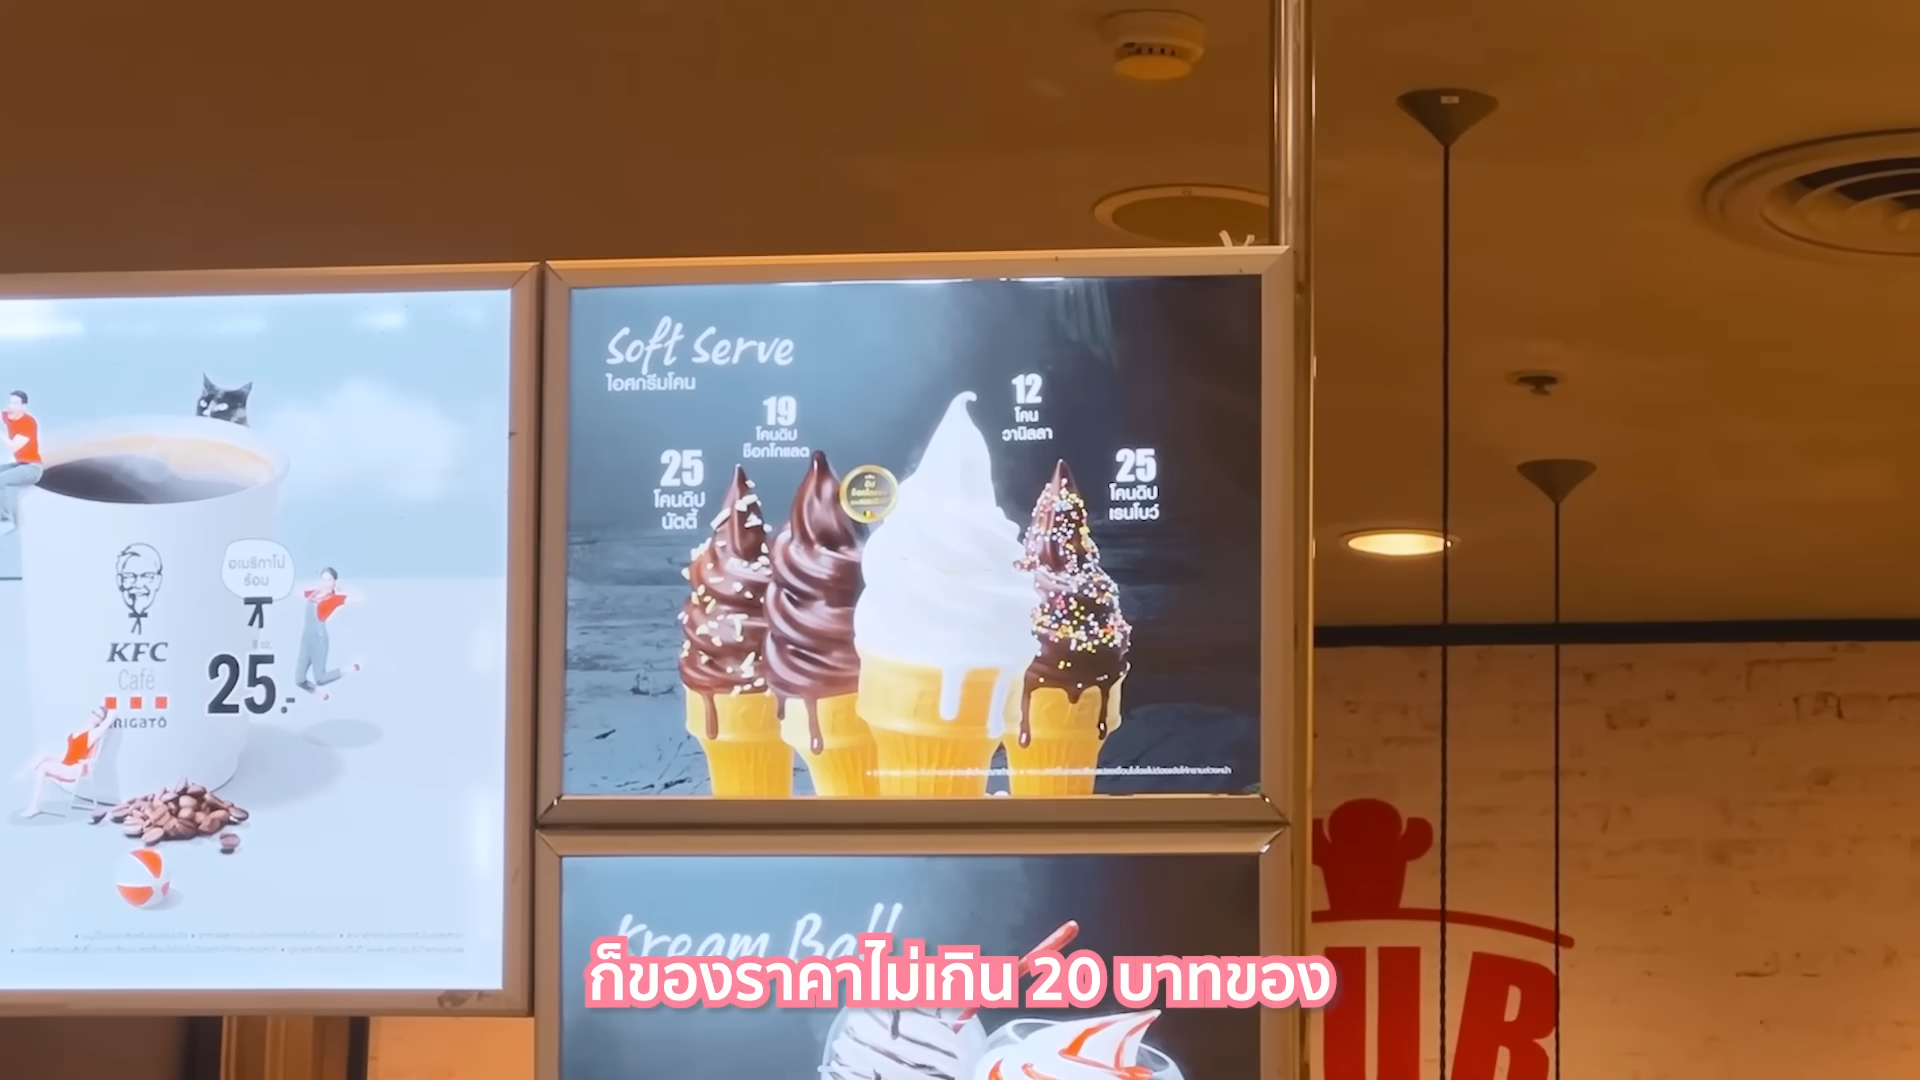 Soft Serve
ไอศกรีมโคน
12
โคน
วานิลลา
19
โคนดิป
ช็อกโกแลต
25
โคนดิป
นัตตี้
25
โคนดิป
เรนโบว์
อเมริกาโน่
ร้อน
25.-
KFC
Café
ARIGATŌ
Kream Ball
ก็ของราคาไม่เกิน 20 บาทของ
UB